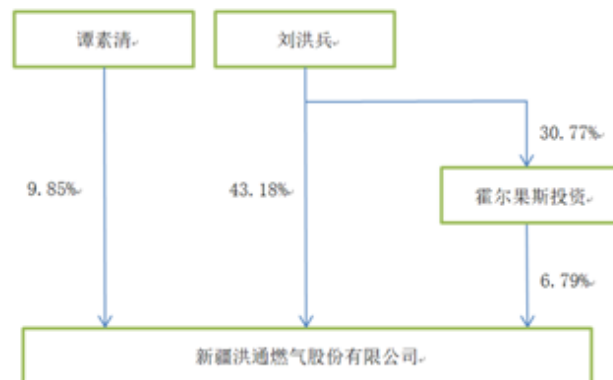 谭素清
刘洪兵
30.77%
9.85%
43.18%
霍尔果斯投资
6.79%
新疆洪通燃气股份有限公司